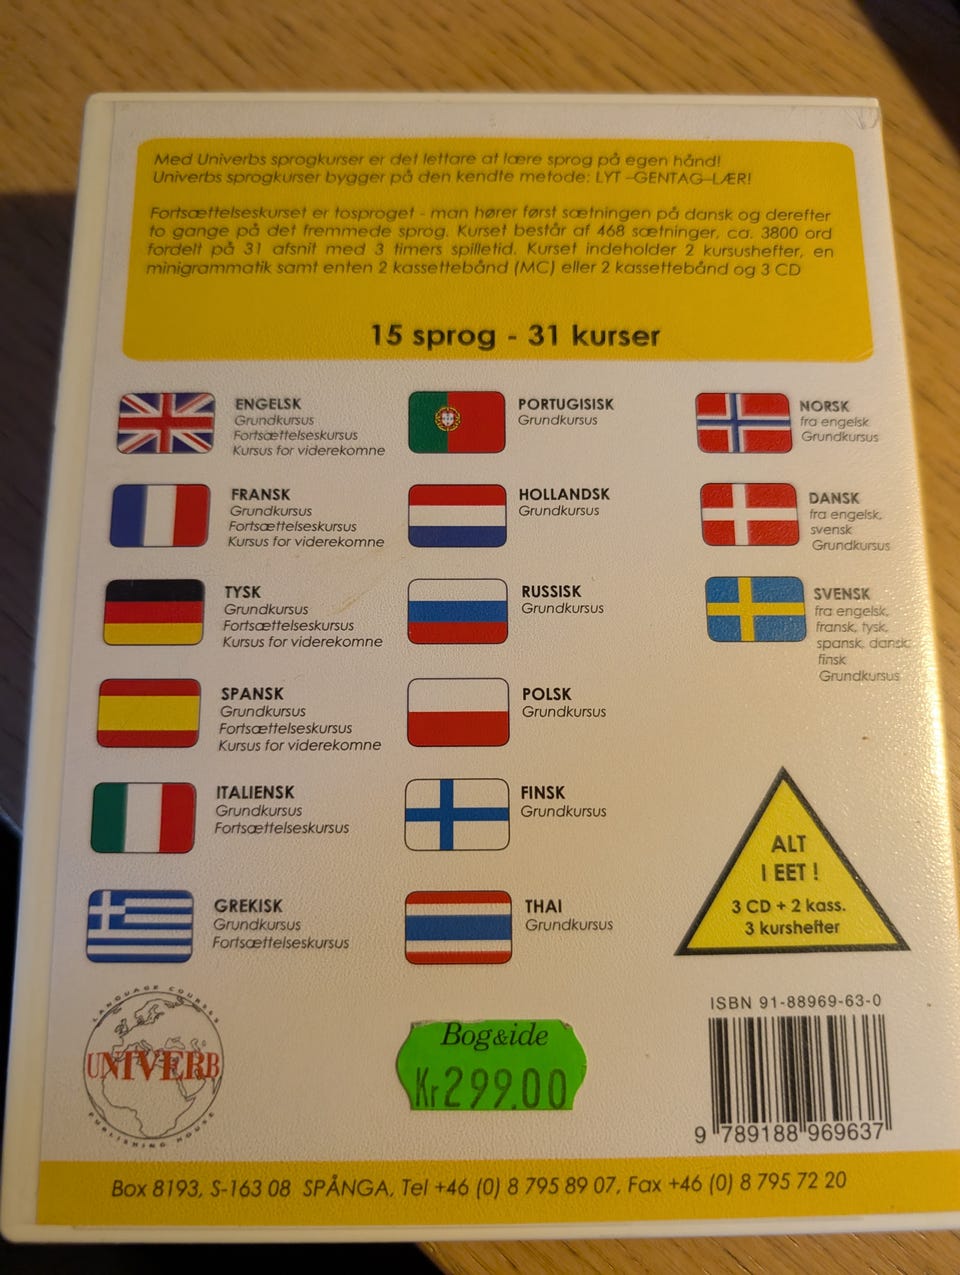 Med Univerbs sprogkurser er det lettare at lære sprog på egen hånd!
Univerbs sprogkurser bygger på den kendte metode: LYT –GENTAG–LÆR!
Fortsættelseskurset er tosproget - man hører først sætningen på dansk og derefter
to gange på det fremmede sprog. Kurset består af 468 sætninger, ca. 3800 ord
fordelt på 31 afsnit med 3 timers spilletid. Kurset indeholder 2 kursushefter, en
minigrammatik samt enten 2 kassettebånd (MC) eller 2 kassettebånd og 3 CD
15 sprog - 31 kurser
ENGELSK
Grundkursus
Fortsættelseskursus
Kursus for viderekomne
FRANSK
Grundkursus
Fortsættelseskursus
Kursus for viderekomne
TYSK
Grundkursus
Fortsættelseskursus
Kursus for viderekomne
SPANSK
Grundkursus
Fortsættelseskursus
Kursus for viderekomne
ITALIENSK
Grundkursus
Fortsættelseskursus
GREKISK
Grundkursus
Fortsættelseskursus
PORTUGISISK
Grundkursus
HOLLANDSK
Grundkursus
RUSSISK
Grundkursus
POLSK
Grundkursus
FINSK
Grundkursus
THAI
Grundkursus
NORSK
fra engelsk
Grundkursus
DANSK
fra engelsk,
svensk
Grundkursus
SVENSK
fra engelsk,
fransk, tysk,
spansk, dansk,
finsk
Grundkursus
ALT
I EET !
3 CD + 2 kass.
3 kurshefter
LANGUAGE COURSES
UNIVERB
PUBLISHING HOUSE
Bog&ide
Kr299.00
ISBN 91-88969-63-0
9 789188 969637
Box 8193, S-163 08 SPÅNGA, Tel +46 (0) 8 795 89 07, Fax +46 (0) 8 795 72 20